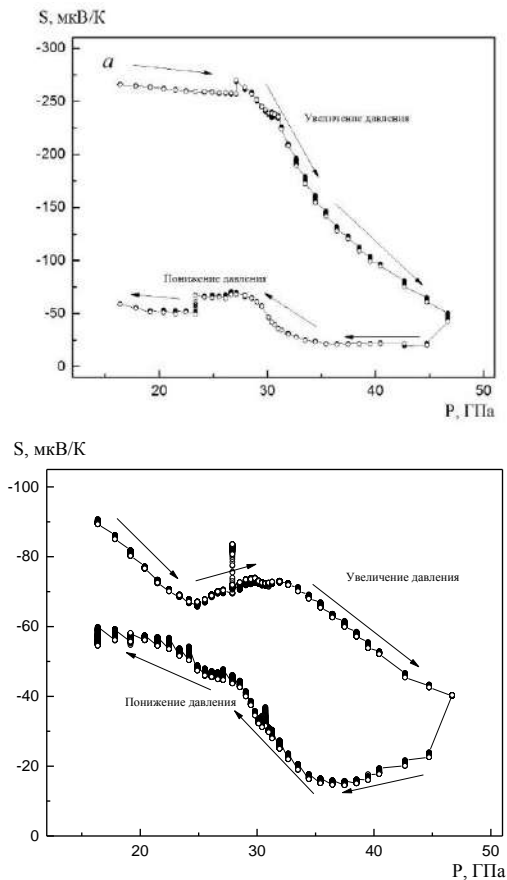 S, мкВ/К
-300
a
-250
Увеличение давления
-200
-150
-100
Понижение давления
-50
0
20 30 40 50
P, ГПа
S, мкВ/К
-100
-80
Увеличение давления
-60
-40
Понижение давления
-20
0
20 30 40 50
P, ГПа